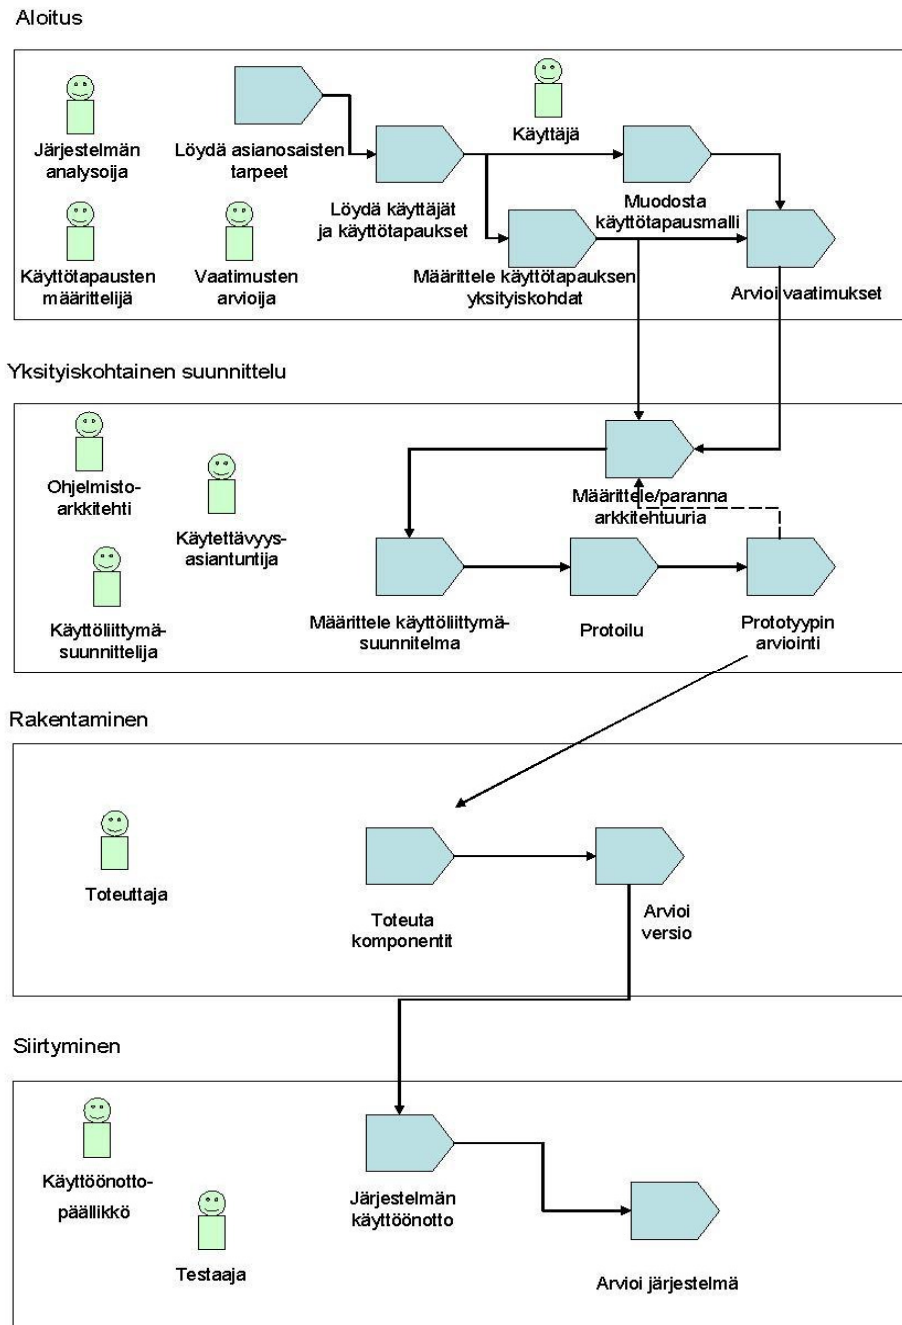 Aloitus
Järjestelmän
analysoija
Löydä asianosaisten
tarpeet
Käyttäjä
Löydä käyttäjät
ja käyttötapaukset
Muodosta
käyttötapausmalli
Käyttötapausten
määrittelijä
Vaatimusten
arvioija
Määrittele käyttötapauksen
yksityiskohdat
Arvioi vaatimukset
Yksityiskohtainen suunnittelu
Ohjelmisto-
arkkitehti
Käytettävyys-
asiantuntija
Määrittele/paranna
arkkitehtuuria
Käyttöliittymä-
suunnittelija
Määrittele käyttöliittymä-
suunnitelma
Protoilu
Prototyypin
arviointi
Rakentaminen
Toteuttaja
Toteuta
komponentit
Arvioi
versio
Siirtyminen
Käyttöönotto-
päällikkö
Testaaja
Järjestelmän
käyttöönotto
Arvioi järjestelmä